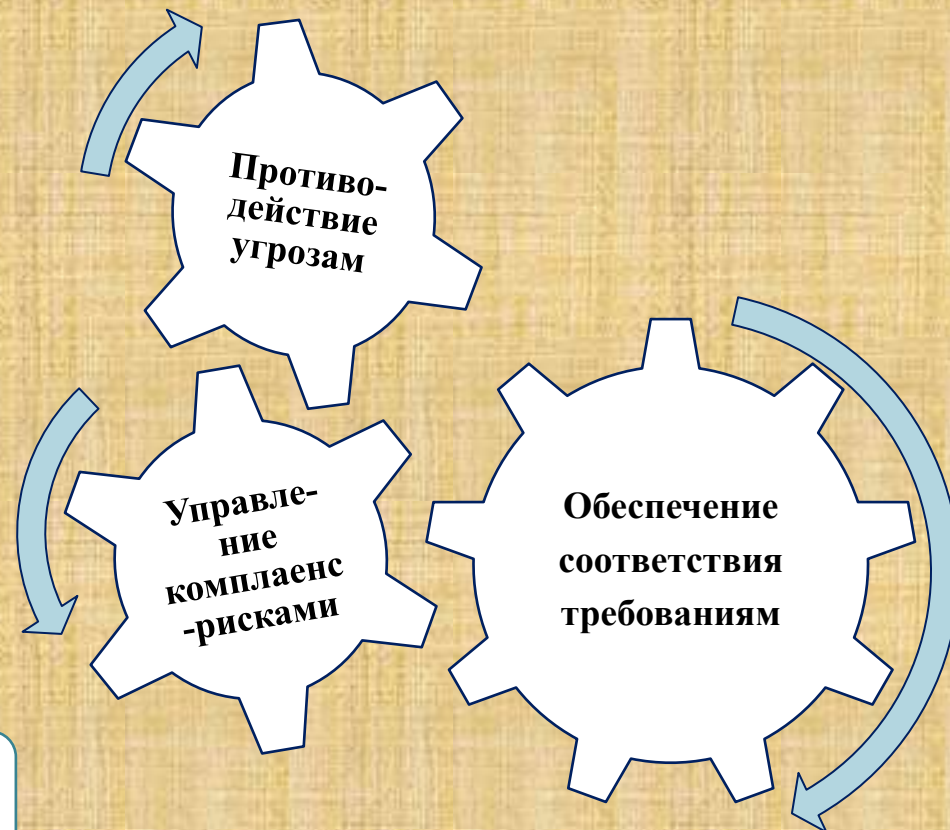 Противо-
действие
угрозам
Управле-
ние
комплаенс
-рисками
Обеспечение
соответствия
требованиям